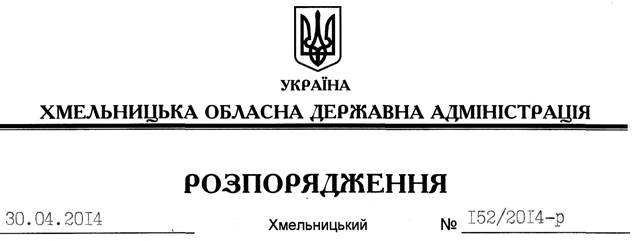 УКРАЇНА
ХМЕЛЬНИЦЬКА ОБЛАСНА ДЕРЖАВНА АДМІНІСТРАЦІЯ
РОЗПОРЯДЖЕННЯ
30.04.2014 Хмельницький № 152/2014-р